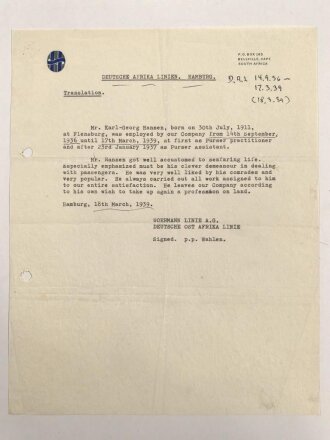 P.O. BOX 145
BELLVILLE, CAPE
SOUTH AFRICA
DEUTSCHE AFRIKA LINIEN, HAMBURG.
D.A.L 14.9.36 –
17.3.39
(18.3.39)
Translation.
Mr. Karl-Georg Hansen, born on 30th July, 1911,
at Flensburg, was employed by our Company from 14th September,
1936 until 17th March, 1939, at first as Purser practitioner
and after 23rd January 1937 as Purser Assistant.
Mr. Hansen got well accustomed to seafaring life.
Especially emphasized must be his clever demeanour in dealing
with passengers. He was very well liked by his comrades and
very popular. He always carried out all work assigned to him
to our entire satisfaction. He leaves our Company according
to his own wish to take up again a profession on land.
Hamburg, 18th March, 1939.
WOERMANN LINIE A.G.
DEUTSCHE OST AFRIKA LINIE
Signed. p.p. Wahlen.